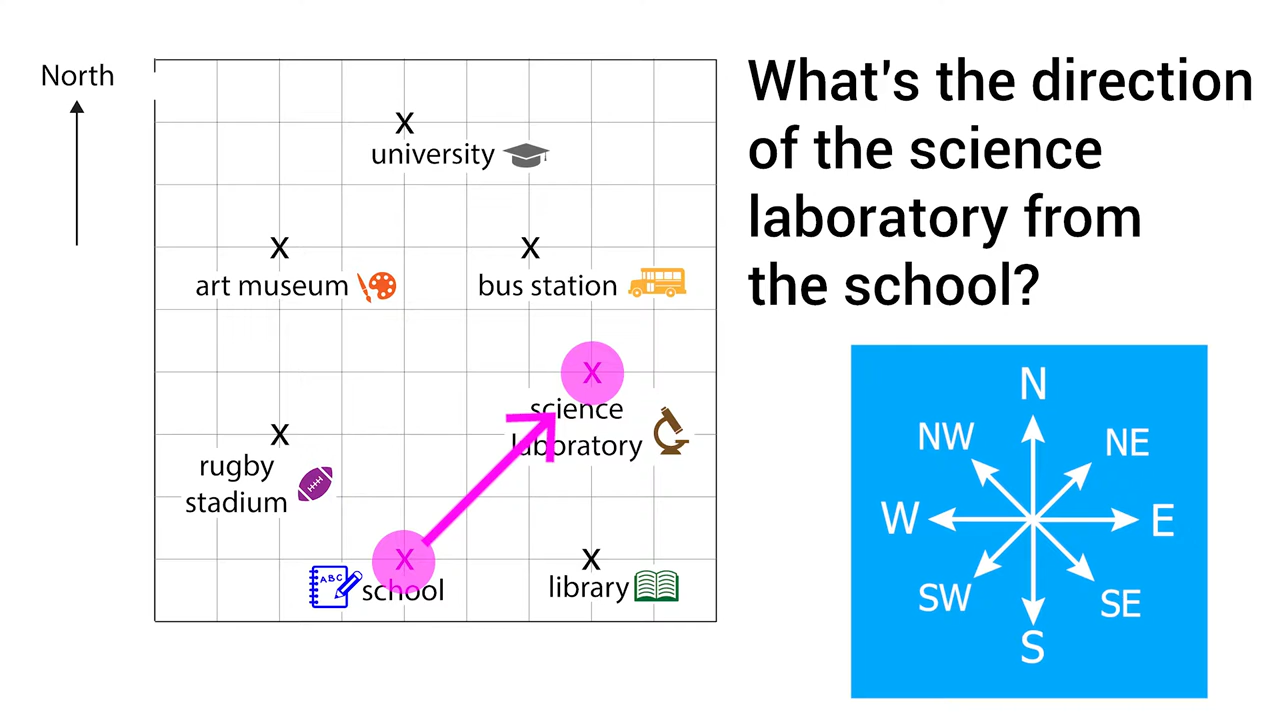 North
X
university
X
art museum
X
bus station
X
science
laboratory
X
rugby
stadium
X
ABC
school
X
library
What's the direction
of the science
laboratory from
the school?
N
NW
NE
W
E
SW
SE
S